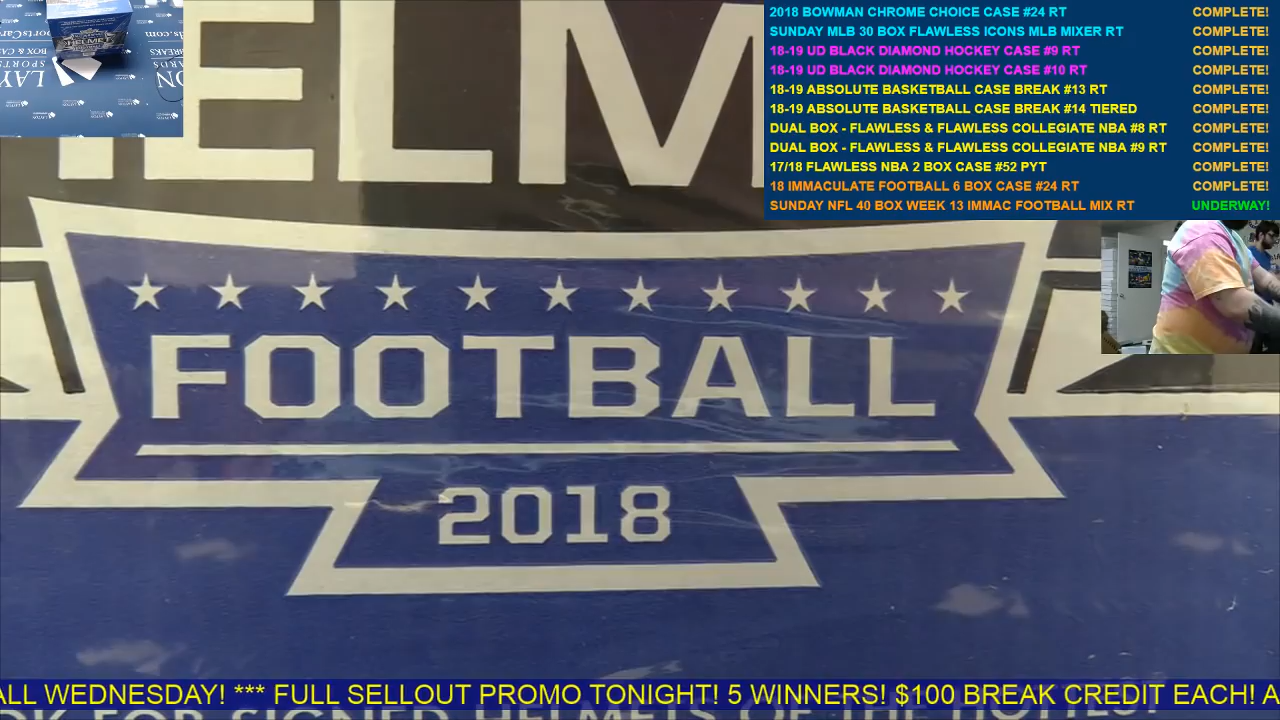 2018 BOWMAN CHROME CHOICE CASE #24 RT COMPLETE!
SUNDAY MLB 30 BOX FLAWLESS ICONS MLB MIXER RT COMPLETE!
18-19 UD BLACK DIAMOND HOCKEY CASE #9 RT COMPLETE!
18-19 UD BLACK DIAMOND HOCKEY CASE #10 RT COMPLETE!
18-19 ABSOLUTE BASKETBALL CASE BREAK #13 RT COMPLETE!
18-19 ABSOLUTE BASKETBALL CASE BREAK #14 TIERED COMPLETE!
DUAL BOX - FLAWLESS & FLAWLESS COLLEGIATE NBA #8 RT COMPLETE!
DUAL BOX - FLAWLESS & FLAWLESS COLLEGIATE NBA #9 RT COMPLETE!
17/18 FLAWLESS NBA 2 BOX CASE #52 PYT COMPLETE!
18 IMMACULATE FOOTBALL 6 BOX CASE #24 RT COMPLETE!
SUNDAY NFL 40 BOX WEEK 13 IMMAC FOOTBALL MIX RT UNDERWAY!
HELM
FOOTBALL
2018
ALL WEDNESDAY! *** FULL SELLOUT PROMO TONIGHT! 5 WINNERS! $100 BREAK CREDIT EACH! A